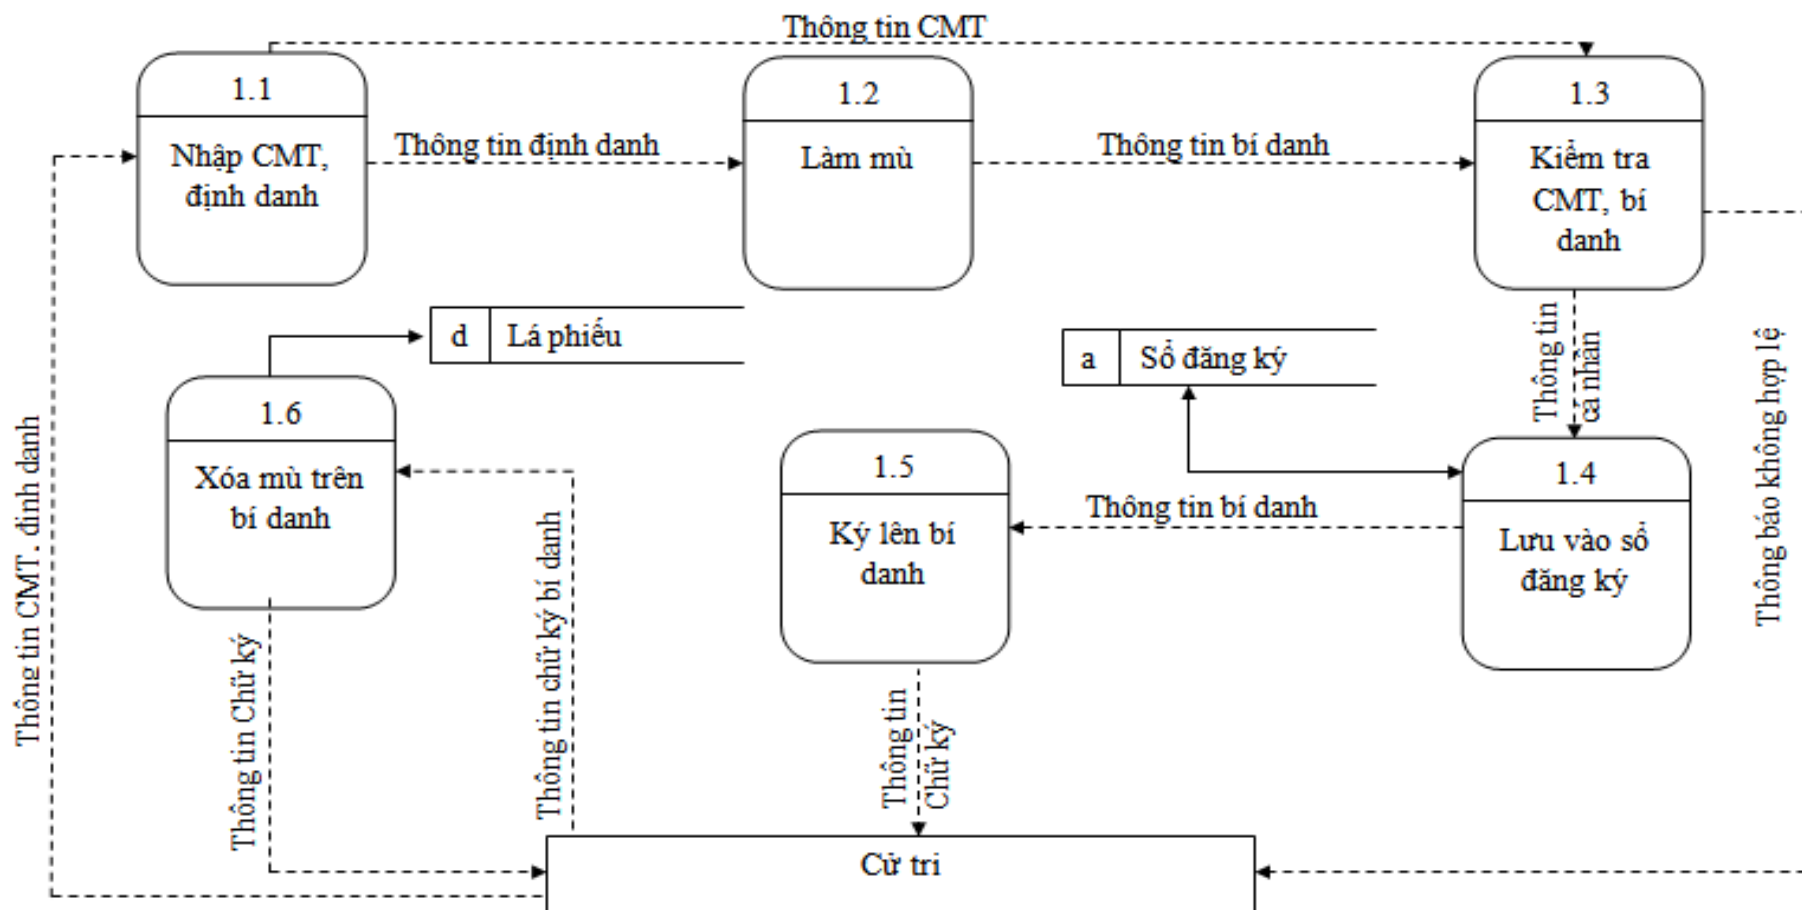 Thông tin CMT
1.1
Nhập CMT,
định danh
Thông tin định danh
1.2
Làm mù
Thông tin bí danh
1.3
Kiểm tra
CMT, bí
danh
d
Lá phiếu
a
Sổ đăng ký
Thông tin
cá nhân
Thông báo không hợp lệ
1.6
Xóa mù trên
bí danh
1.5
Ký lên bí
danh
Thông tin bí danh
1.4
Lưu vào sổ
đăng ký
Thông tin CMT. đinh danh
Thông tin Chữ ký
Thông tin chữ ký bí danh
Thông tin
Chữ ký
Cử tri